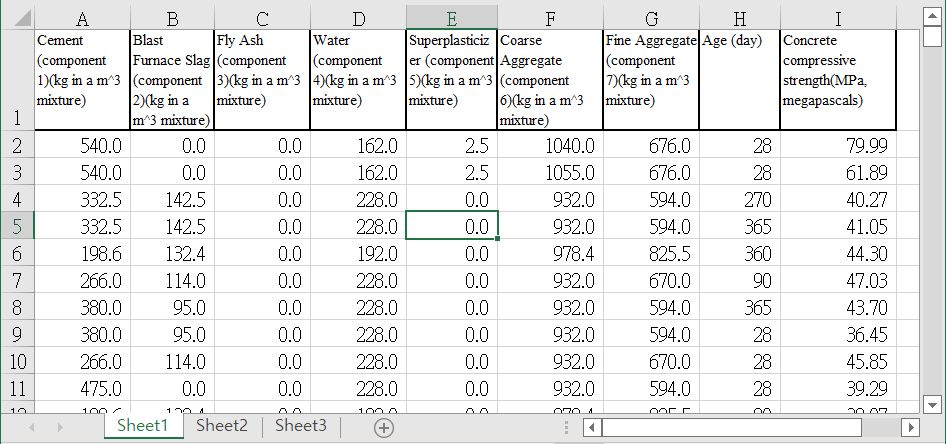 A B C D E F G H I
1 Cement (component 1)(kg in a m^3 mixture) Blast Furnace Slag (component 2)(kg in a m^3 mixture) Fly Ash (component 3)(kg in a m^3 mixture) Water (component 4)(kg in a m^3 mixture) Superplasticizer (component 5)(kg in a m^3 mixture) Coarse Aggregate (component 6)(kg in a m^3 mixture) Fine Aggregate (component 7)(kg in a m^3 mixture) Age (day) Concrete compressive strength(MPa, megapascals)
2 540.0 0.0 0.0 162.0 2.5 1040.0 676.0 28 79.99
3 540.0 0.0 0.0 162.0 2.5 1055.0 676.0 28 61.89
4 332.5 142.5 0.0 228.0 0.0 932.0 594.0 270 40.27
5 332.5 142.5 0.0 228.0 0.0 932.0 594.0 365 41.05
6 198.6 132.4 0.0 192.0 0.0 978.4 825.5 360 44.30
7 266.0 114.0 0.0 228.0 0.0 932.0 670.0 90 47.03
8 380.0 95.0 0.0 228.0 0.0 932.0 594.0 365 43.70
9 380.0 95.0 0.0 228.0 0.0 932.0 594.0 28 36.45
10 266.0 114.0 0.0 228.0 0.0 932.0 670.0 28 45.85
11 475.0 0.0 0.0 228.0 0.0 932.0 594.0 28 39.29
Sheet1 Sheet2 Sheet3